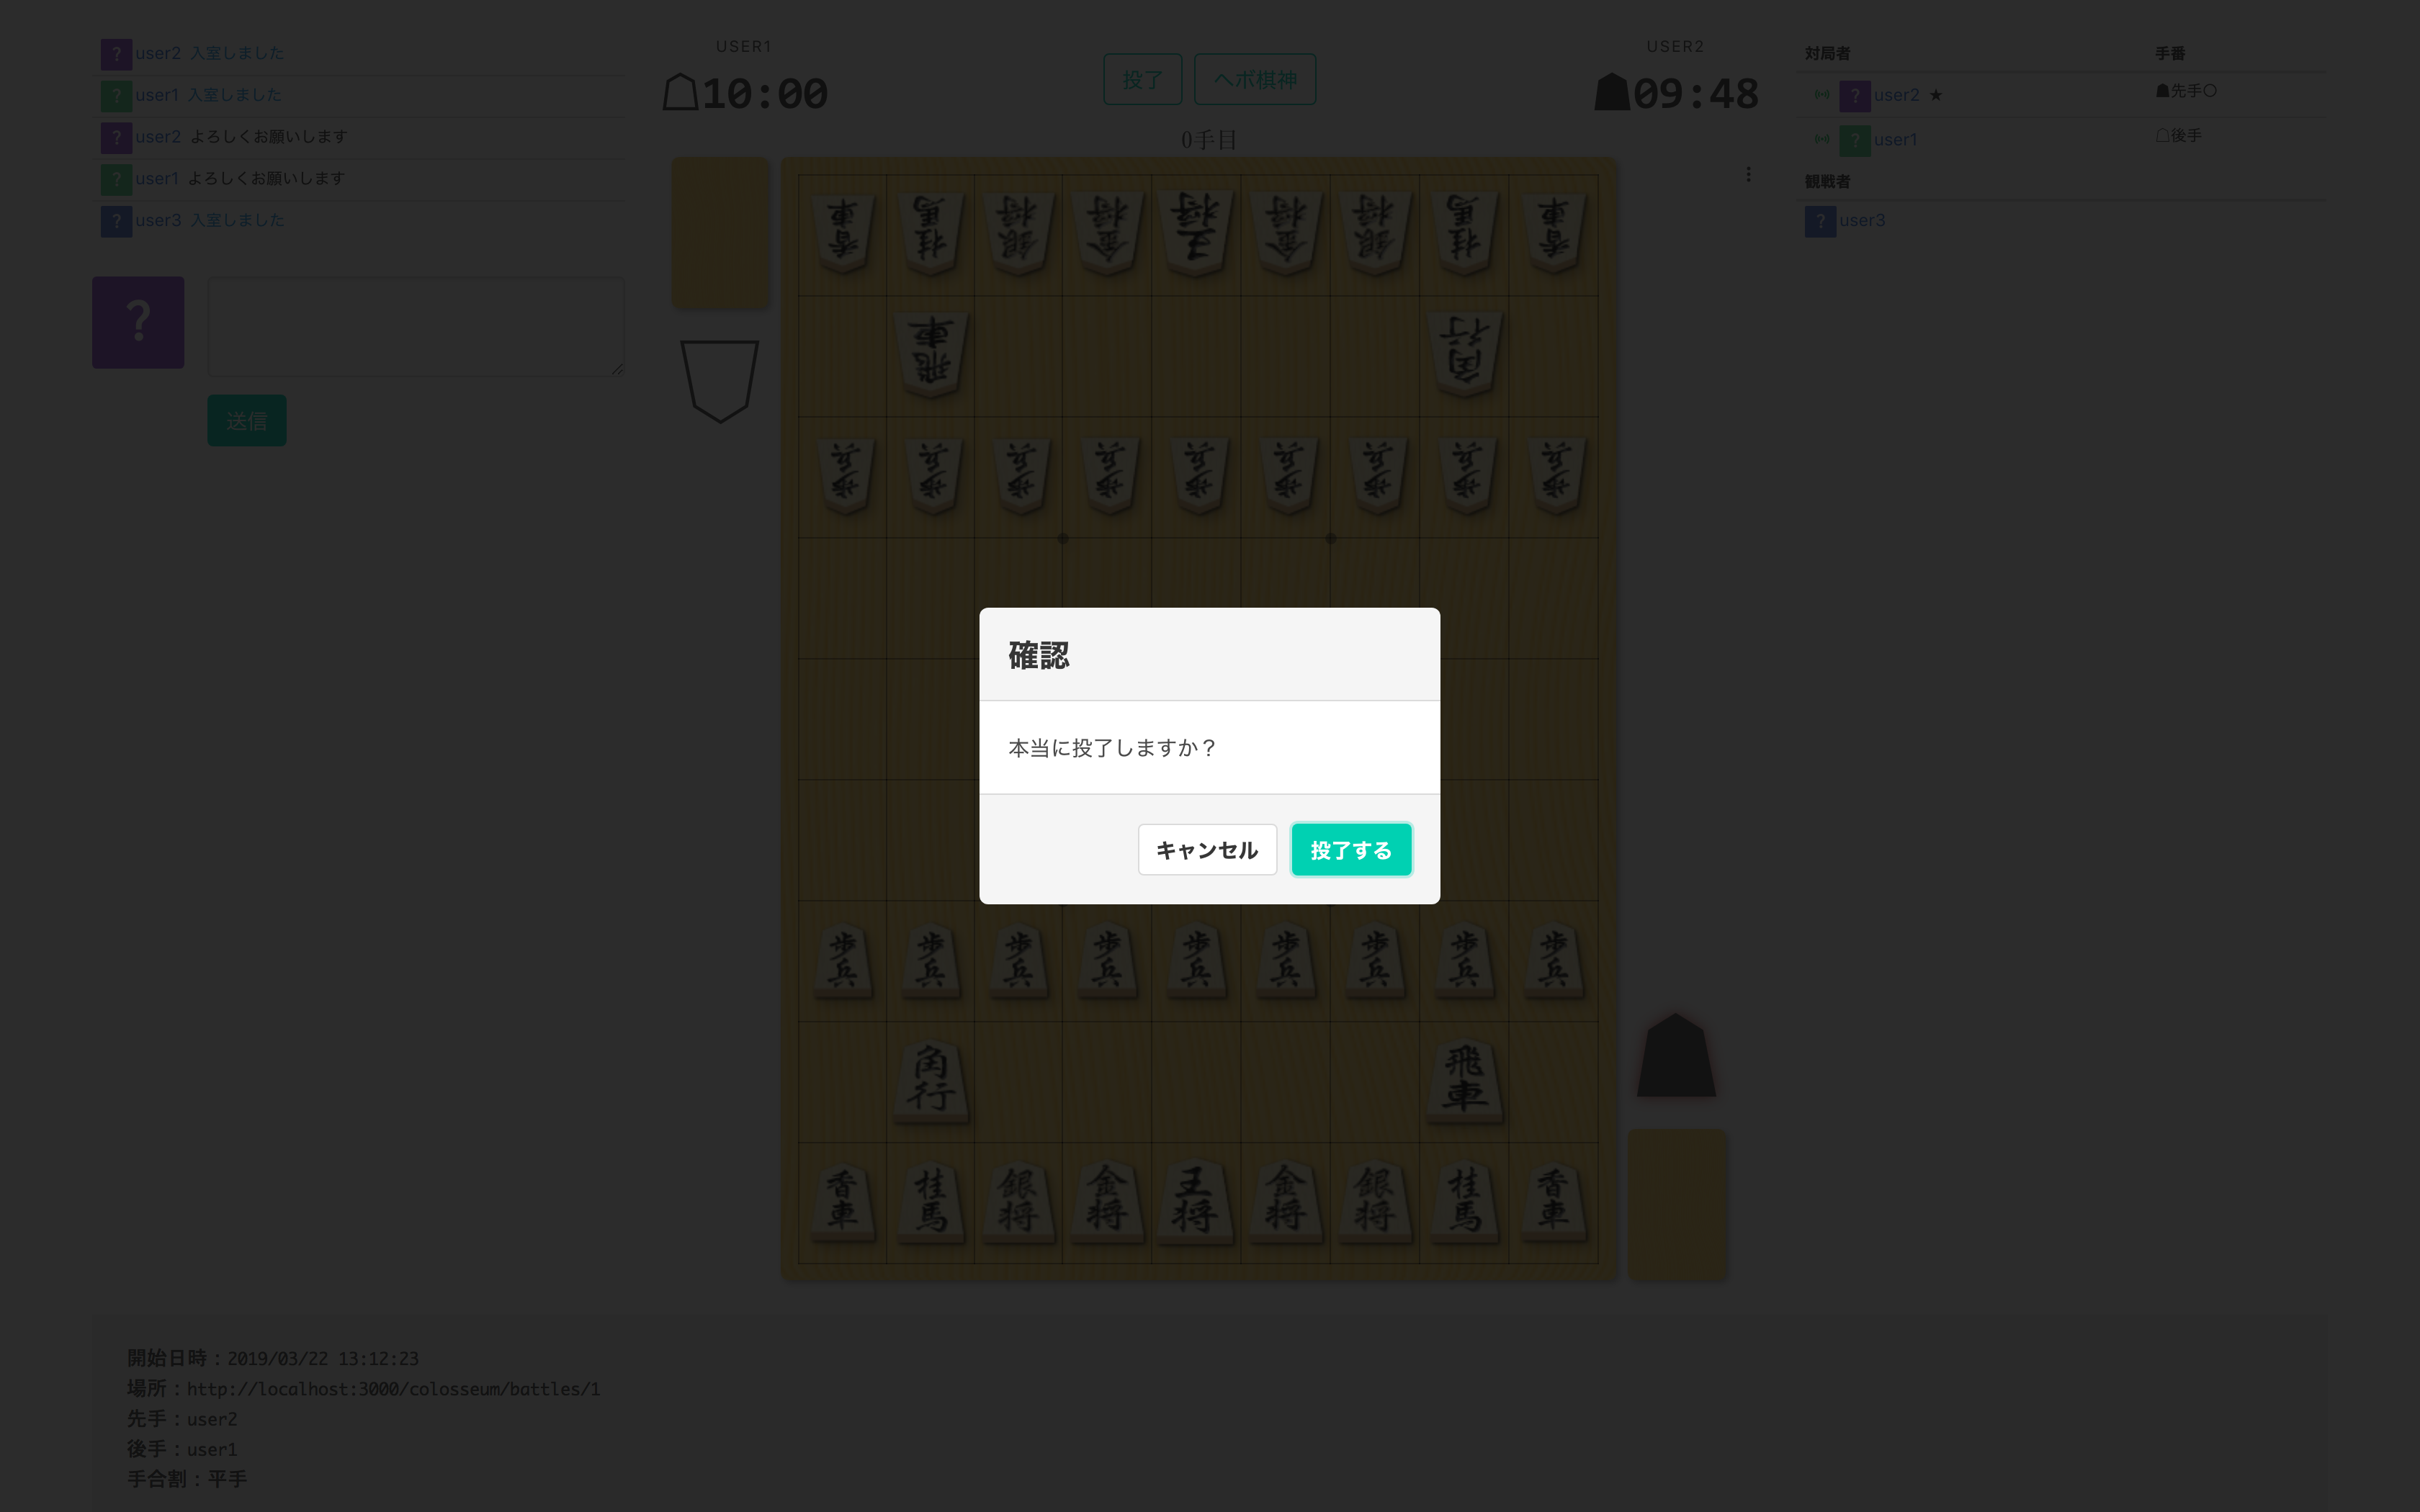 ? user2 入室しました
? user1 入室しました
? user2 よろしくお願いします
? user1 よろしくお願いします
? user3 入室しました
?
送信
USER1
10:00
投了 ヘボ棋神
0手目
USER2
09:48
対局者 手番
? user2 ★ ☗先手○
? user1 ☖後手
観戦者
? user3
香車 桂馬 銀将 金将 王将 金将 銀将 桂馬 香車
飛車 角行
歩兵 歩兵 歩兵 歩兵 歩兵 歩兵 歩兵 歩兵 歩兵
確認
本当に投了しますか？
キャンセル 投了する
歩兵 歩兵 歩兵 歩兵 歩兵 歩兵 歩兵 歩兵 歩兵
角行 飛車
香車 桂馬 銀将 金将 王将 金将 銀将 桂馬 香車
開始日時：2019/03/22 13:12:23
場所：http://localhost:3000/colosseum/battles/1
先手：user2
後手：user1
手合割：平手